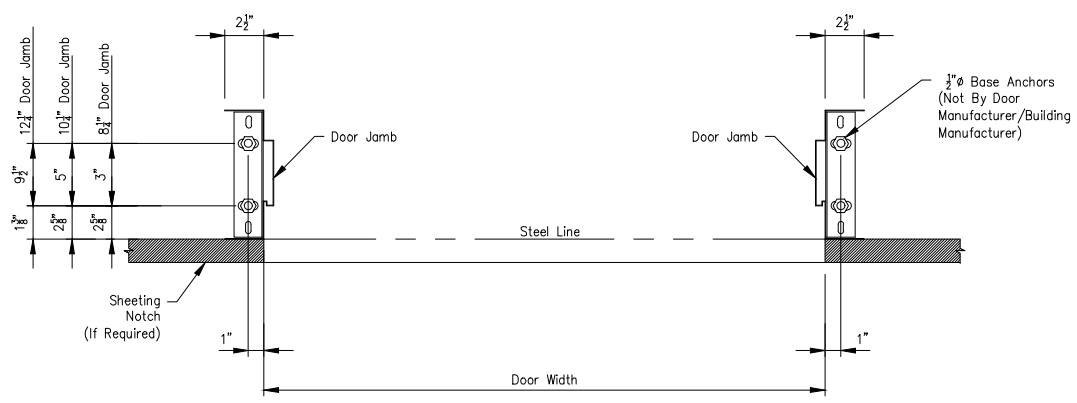 2½"
2½"
12¼" Door Jamb
10¼" Door Jamb
8¼" Door Jamb
½"ø Base Anchors
(Not By Door
Manufacturer/Building
Manufacturer)
Door Jamb
Door Jamb
9½"
5"
3"
1⅜"
2⅝"
2⅝"
Steel Line
Sheeting
Notch
(If Required)
1"
1"
Door Width